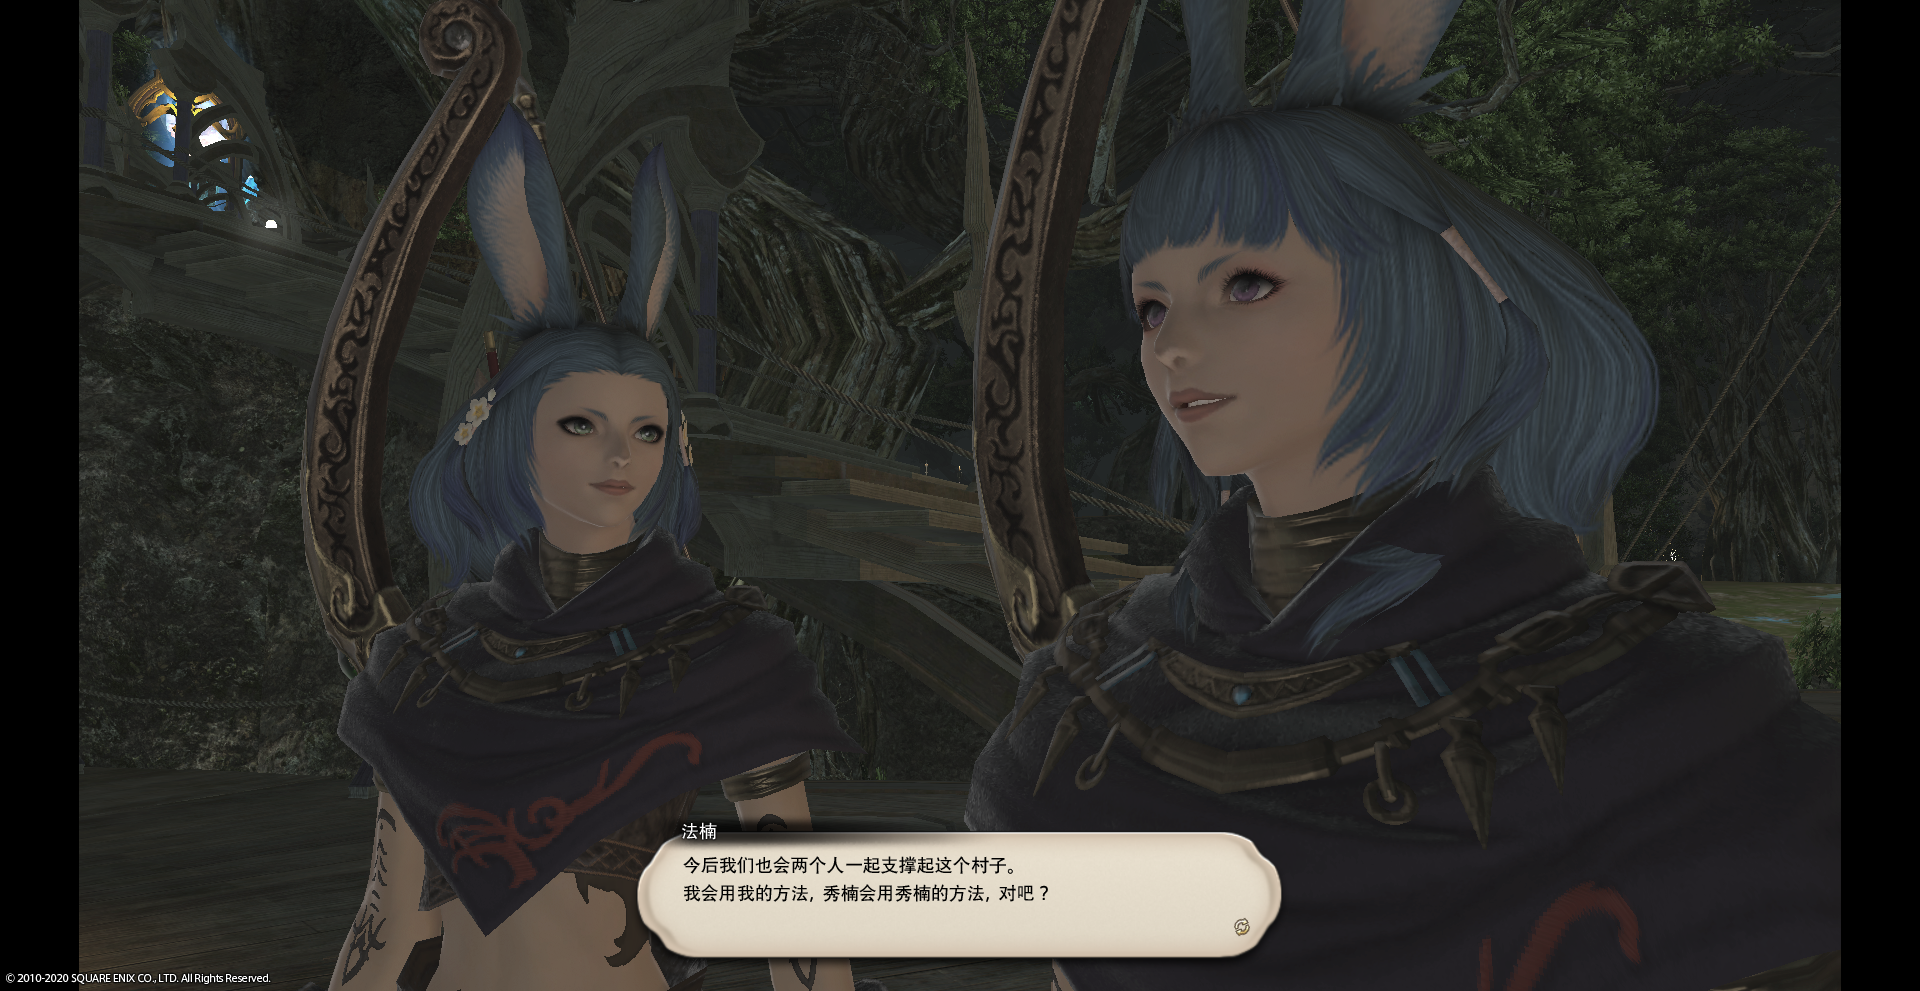 法楠
今后我们也会两个人一起支撑起这个村子。
我会用我的方法, 秀楠会用秀楠的方法, 对吧？
© 2010-2020 SQUARE ENIX CO., LTD. All Rights Reserved.